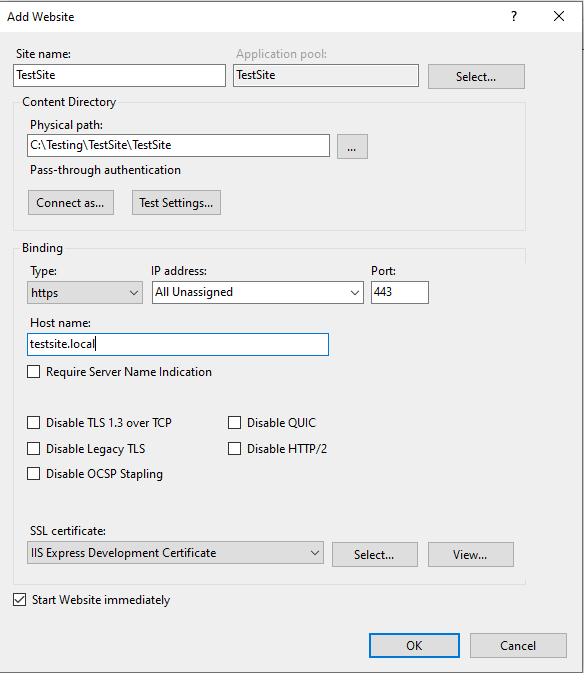 Add Website
?
Site name:
Application pool:
TestSite
TestSite
Select...
Content Directory
Physical path:
C:\Testing\TestSite\TestSite
...
Pass-through authentication
Connect as...
Test Settings...
Binding
Type:
IP address:
Port:
https
All Unassigned
443
Host name:
testsite.local
Require Server Name Indication
Disable TLS 1.3 over TCP
Disable QUIC
Disable Legacy TLS
Disable HTTP/2
Disable OCSP Stapling
SSL certificate:
IIS Express Development Certificate
Select...
View...
Start Website immediately
OK
Cancel